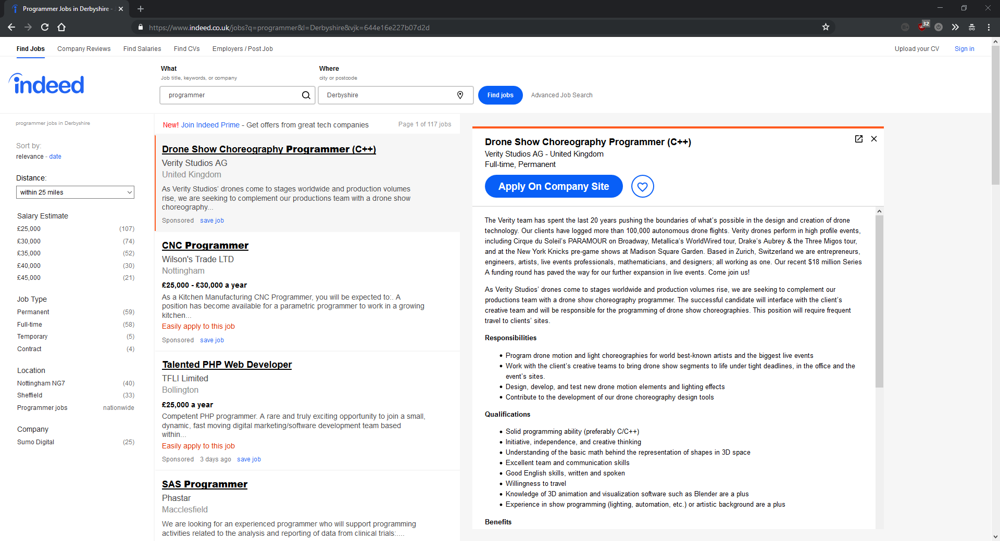 Programmer Jobs in Derbyshire -
https://www.indeed.co.uk/jobs?q=programmer&l=Derbyshire&vjk=644e16e227b07d2d
32
Find Jobs
Company Reviews
Find Salaries
Find CVs
Employers / Post Job
Upload your CV
Sign in
indeed
What
Job title, keywords, or company
programmer
Where
city or postcode
Derbyshire
Find jobs
Advanced Job Search
programmer jobs in Derbyshire
Sort by:
relevance - date
Distance:
within 25 miles
Salary Estimate
£25,000 (107)
£30,000 (74)
£35,000 (52)
£40,000 (30)
£45,000 (21)
Job Type
Permanent (59)
Full-time (58)
Temporary (5)
Contract (4)
Location
Nottingham NG7 (40)
Sheffield (33)
Programmer jobs nationwide
Company
Sumo Digital (25)
New! Join Indeed Prime - Get offers from great tech companies
Page 1 of 117 jobs
Drone Show Choreography Programmer (C++)
Verity Studios AG
United Kingdom
As Verity Studios' drones come to stages worldwide and production volumes
rise, we are seeking to complement our productions team with a drone show
choreography...
Sponsored save job
CNC Programmer
Wilson's Trade LTD
Nottingham
£25,000 - £30,000 a year
As a Kitchen Manufacturing CNC Programmer, you will be expected to:. A
position has become available for a parametric programmer to work in a growing
kitchen...
Easily apply to this job
Sponsored save job
Talented PHP Web Developer
TFLI Limited
Bollington
£25,000 a year
Competent PHP programmer. A rare and truly exciting opportunity to join a small,
dynamic, fast moving digital marketing/software development team based
within...
Easily apply to this job
Sponsored 3 days ago save job
SAS Programmer
Phastar
Macclesfield
We are looking for an experienced programmer who will support programming
activities related to the analysis and reporting of data from clinical trials:....
Drone Show Choreography Programmer (C++)
Verity Studios AG - United Kingdom
Full-time, Permanent
Apply On Company Site
The Verity team has spent the last 20 years pushing the boundaries of what's possible in the design and creation of drone
technology. Our clients have logged more than 100,000 autonomous drone flights. Verity drones perform in high profile events,
including Cirque du Soleil's PARAMOUR on Broadway, Metallica's WorldWired tour, Drake's Aubrey & the Three Migos tour,
and at the New York Knicks pre-game shows at Madison Square Garden. Based in Zurich, Switzerland we are entrepreneurs,
engineers, artists, live events professionals, mathematicians, and designers; all working as one. Our recent $18 million Series
A funding round has paved the way for our further expansion in live events. Come join us!
As Verity Studios' drones come to stages worldwide and production volumes rise, we are seeking to complement our
productions team with a drone show choreography programmer. The successful candidate will interface with the client's
creative team and will be responsible for the programming of drone show choreographies. This position will require frequent
travel to clients' sites.
Responsibilities
• Program drone motion and light choreographies for world best-known artists and the biggest live events
• Work with the client's creative teams to bring drone show segments to life under tight deadlines, in the office and the
event's sites.
• Design, develop, and test new drone motion elements and lighting effects
• Contribute to the development of our drone choreography design tools
Qualifications
• Solid programming ability (preferably C/C++)
• Initiative, independence, and creative thinking
• Understanding of the basic math behind the representation of shapes in 3D space
• Excellent team and communication skills
• Good English skills, written and spoken
• Willingness to travel
• Knowledge of 3D animation and visualization software such as Blender are a plus
• Experience in show programming (lighting, automation, etc.) or artistic background are a plus
Benefits